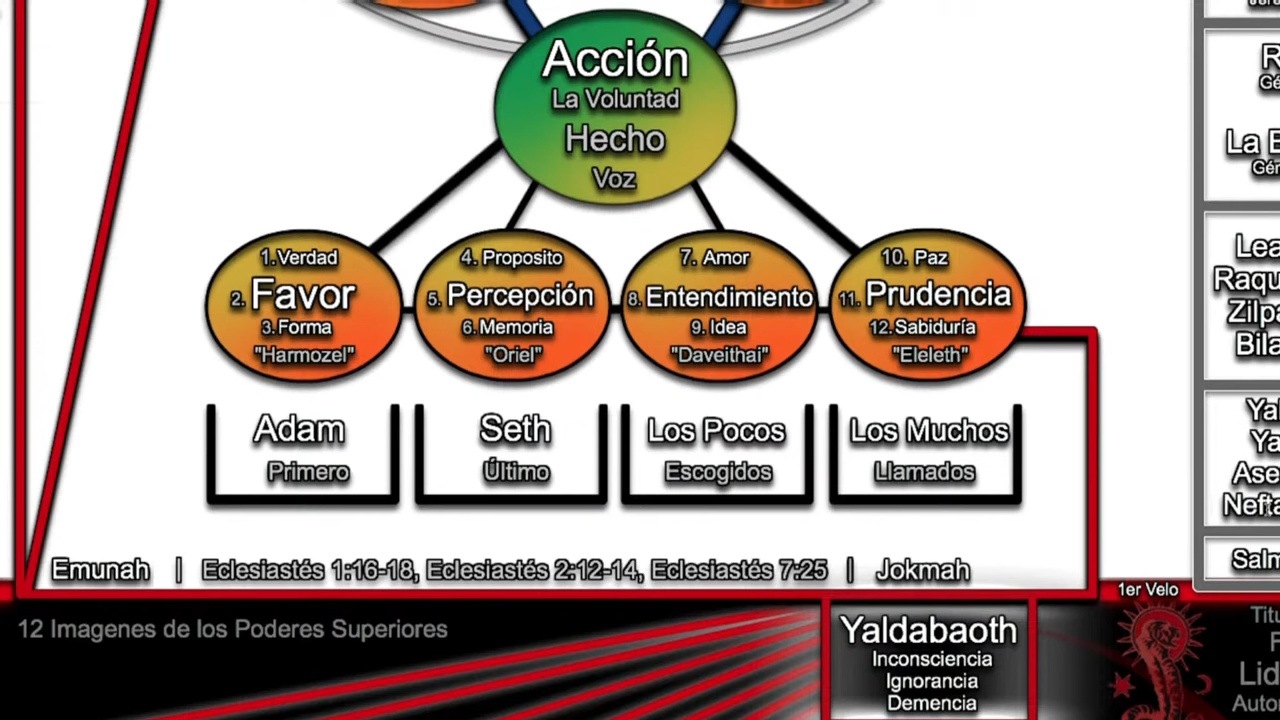 Acción
La Voluntad
Hecho
Voz
1.Verdad
2. Favor
3.Forma
"Harmozel"
4. Proposito
5. Percepción
6.Memoria
"Oriel"
7. Amor
8. Entendimiento
9. Idea
"Daveithai"
10. Paz
11. Prudencia
12.Sabiduría
"Eleleth"
Adam
Primero
Seth
Último
Los Pocos
Escogidos
Los Muchos
Llamados
Emunah | Eclesiastés 1:16-18, Eclesiastés 2:12-14, Eclesiastés 7:25 | Jokmah
12 Imagenes de los Poderes Superiores
Yaldabaoth
Inconsciencia
Ignorancia
Demencia
1er Velo
La
Lea